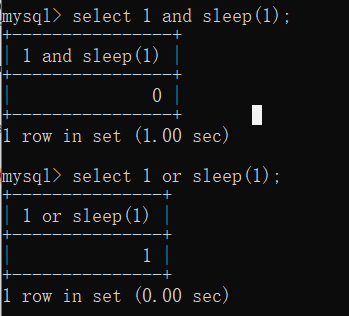 mysql> select 1 and sleep(1);
+----------------+
| 1 and sleep(1) |
+----------------+
|              0 |
+----------------+
1 row in set (1.00 sec)
mysql> select 1 or sleep(1);
+---------------+
| 1 or sleep(1) |
+---------------+
|             1 |
+---------------+
1 row in set (0.00 sec)